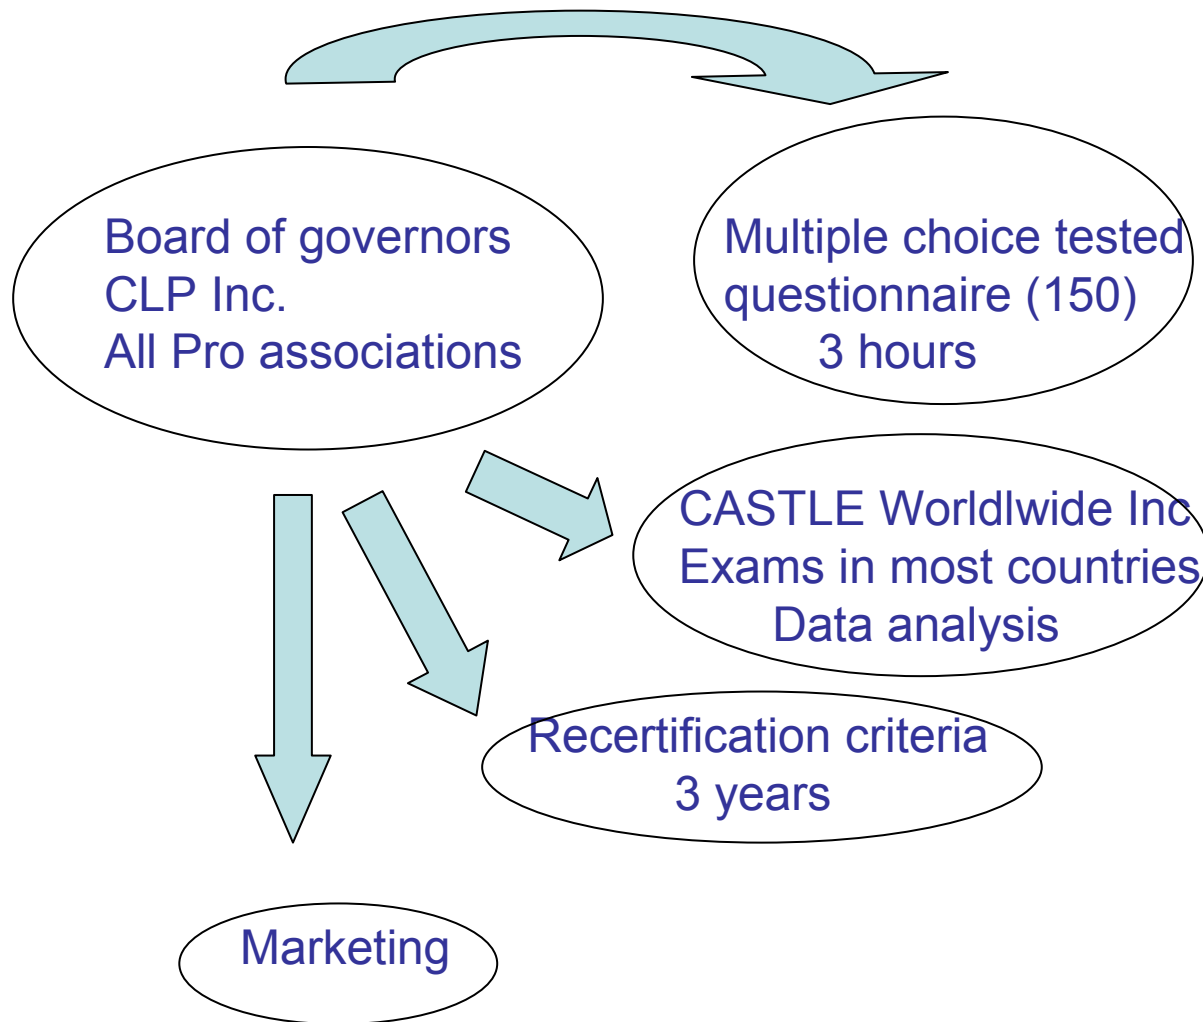 Board of governors
CLP Inc.
All Pro associations
Multiple choice tested
questionnaire (150)
3 hours
CASTLE Worldlwide Inc
Exams in most countries
Data analysis
Recertification criteria
3 years
Marketing